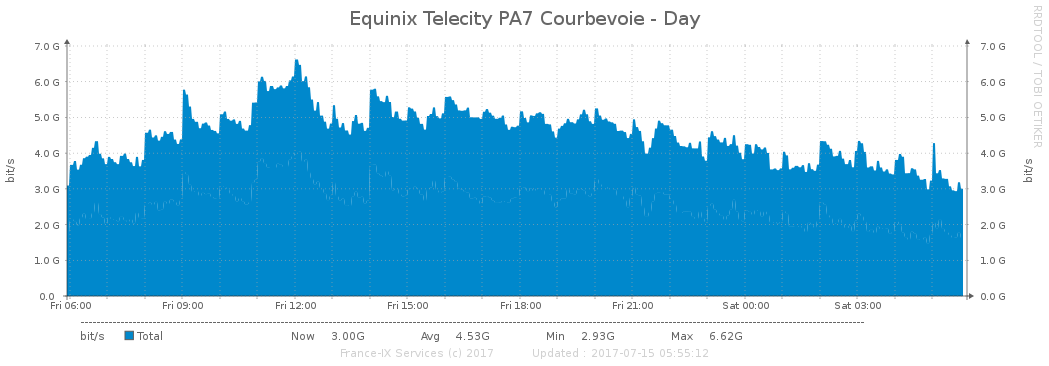 Equinix Telecity PA7 Courbevoie - Day
RRDTOOL / TOBI OETIKER
7.0 G 7.0 G
6.0 G 6.0 G
5.0 G 5.0 G
4.0 G 4.0 G
3.0 G 3.0 G
2.0 G 2.0 G
1.0 G 1.0 G
0.0 0.0 G
bit/s
bit/s
Fri 06:00 Fri 09:00 Fri 12:00 Fri 15:00 Fri 18:00 Fri 21:00 Sat 00:00 Sat 03:00
bit/s Total Now 3.00G Avg 4.53G Min 2.93G Max 6.62G
France-IX Services (c) 2017 Updated : 2017-07-15 05:55:12